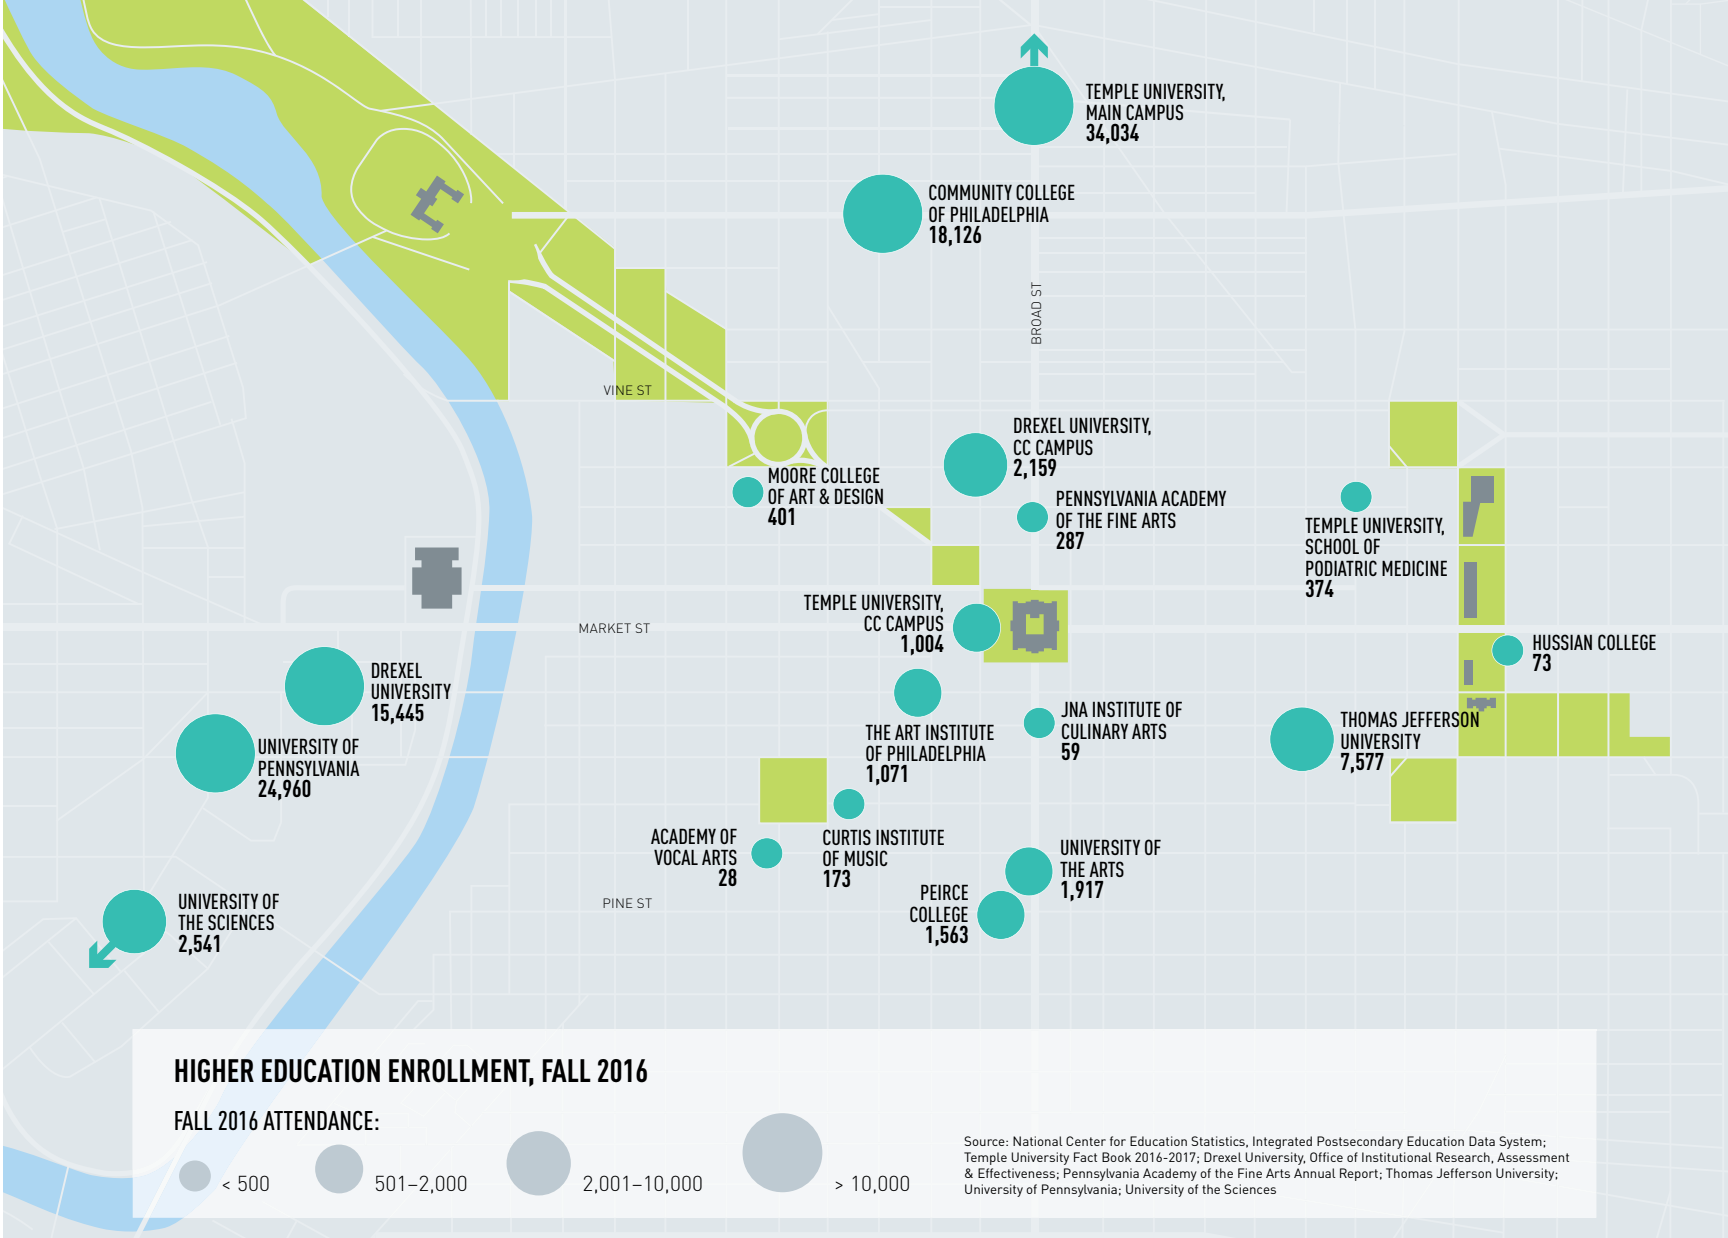 TEMPLE UNIVERSITY,
MAIN CAMPUS
34,034
COMMUNITY COLLEGE
OF PHILADELPHIA
18,126
BROAD ST
VINE ST
DREXEL UNIVERSITY,
CC CAMPUS
2,159
MOORE COLLEGE
OF ART & DESIGN
401
PENNSYLVANIA ACADEMY
OF THE FINE ARTS
287
TEMPLE UNIVERSITY,
SCHOOL OF
PODIATRIC MEDICINE
374
TEMPLE UNIVERSITY,
CC CAMPUS
1,004
MARKET ST
HUSSIAN COLLEGE
73
DREXEL
UNIVERSITY
15,445
JNA INSTITUTE OF
CULINARY ARTS
59
THOMAS JEFFERSON
UNIVERSITY
7,577
THE ART INSTITUTE
OF PHILADELPHIA
1,071
UNIVERSITY OF
PENNSYLVANIA
24,960
ACADEMY OF
VOCAL ARTS
28
CURTIS INSTITUTE
OF MUSIC
173
UNIVERSITY OF
THE ARTS
1,917
PEIRCE
COLLEGE
1,563
PINE ST
UNIVERSITY OF
THE SCIENCES
2,541
HIGHER EDUCATION ENROLLMENT, FALL 2016
FALL 2016 ATTENDANCE:
< 500
501–2,000
2,001–10,000
> 10,000
Source: National Center for Education Statistics, Integrated Postsecondary Education Data System;
Temple University Fact Book 2016-2017; Drexel University, Office of Institutional Research, Assessment
& Effectiveness; Pennsylvania Academy of the Fine Arts Annual Report; Thomas Jefferson University;
University of Pennsylvania; University of the Sciences